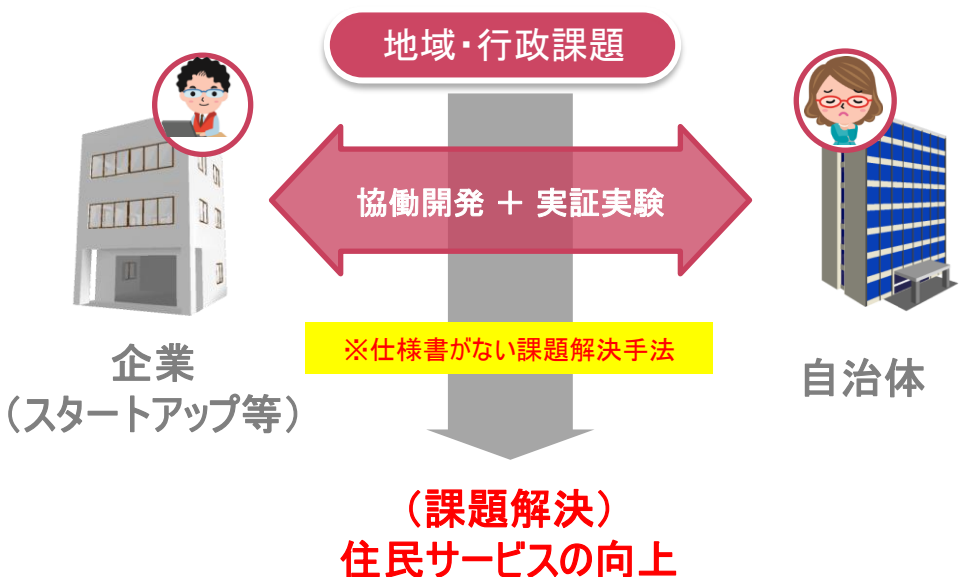 地域・行政課題
協働開発 ＋ 実証実験
※仕様書がない課題解決手法
企業
（スタートアップ等）
自治体
（課題解決）
住民サービスの向上